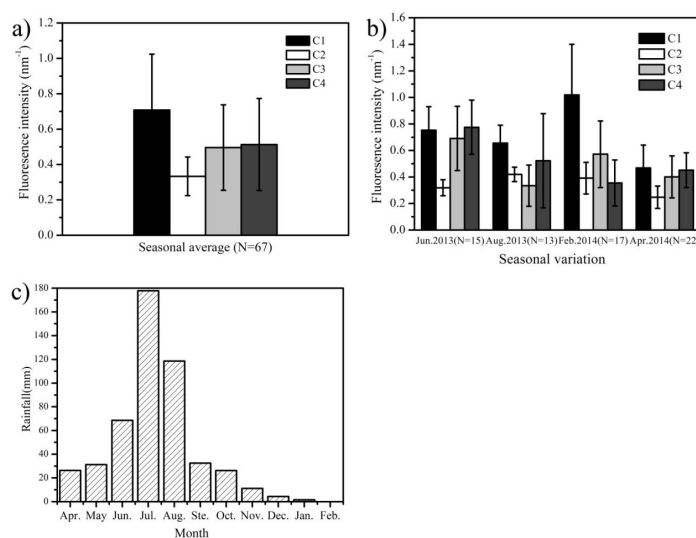 a)
Fluoresence intensity (nm-1)
1.2
1.0
0.8
0.6
0.4
0.2
0.0
C1
C2
C3
C4
Seasonal average (N=67)
b)
Fluoresence intensity (nm-1)
1.6
1.4
1.2
1.0
0.8
0.6
0.4
0.2
0.0
C1
C2
C3
C4
Jun.2013(N=15) Aug.2013(N=13) Feb.2014(N=17) Apr.2014(N=22)
Seasonal variation
c)
Rainfall(mm)
180
160
140
120
100
80
60
40
20
0
Apr. May Jun. Jul. Aug. Ste. Oct. Nov. Dec. Jan. Feb.
Month